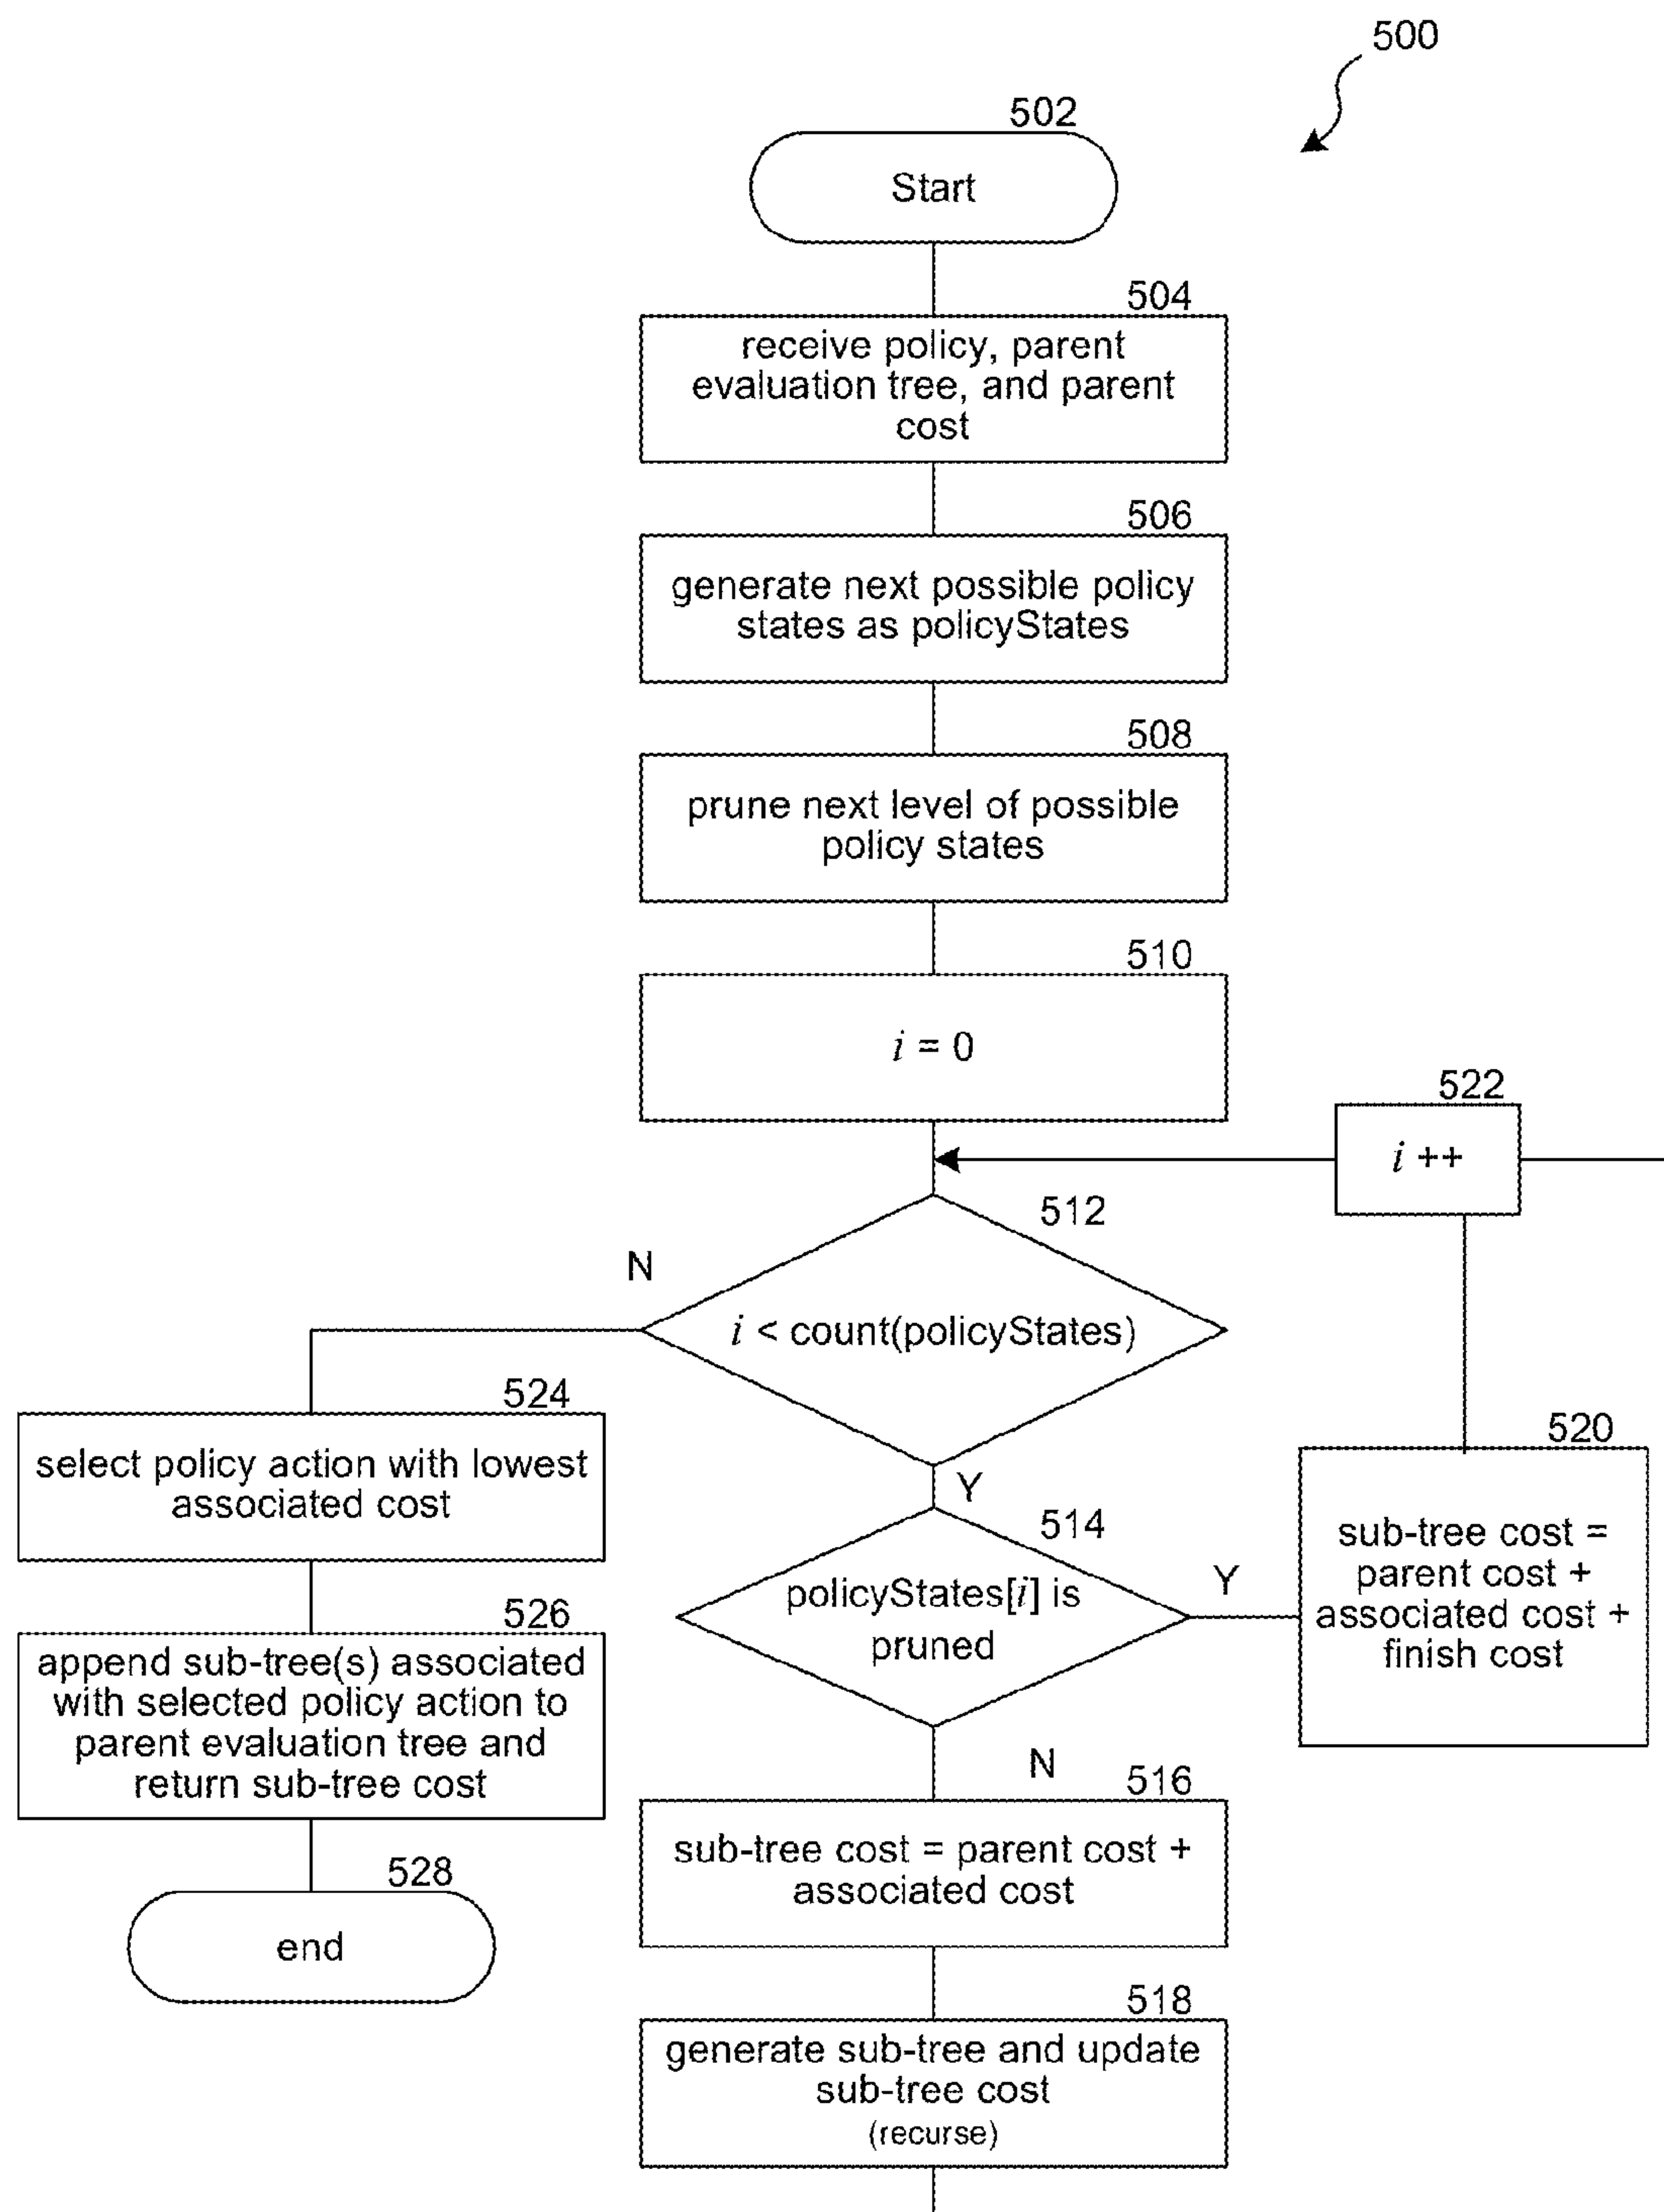 500
502
Start
504
receive policy, parent
evaluation tree, and parent
cost
506
generate next possible policy
states as policyStates
508
prune next level of possible
policy states
510
i = 0
522
i ++
512
N
i < count(policyStates)
Y
524
select policy action with lowest
associated cost
514
policyStates[i] is
pruned
Y
N
520
sub-tree cost =
parent cost +
associated cost +
finish cost
526
append sub-tree(s) associated
with selected policy action to
parent evaluation tree and
return sub-tree cost
516
sub-tree cost = parent cost +
associated cost
528
end
518
generate sub-tree and update
sub-tree cost
(recurse)